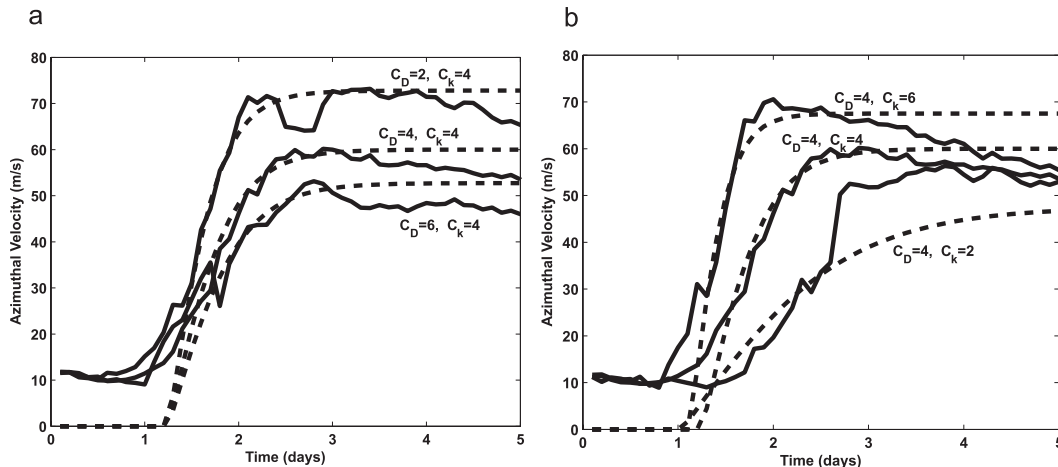 a
80
70
60
50
40
30
20
10
0
Azimuthal Velocity (m/s)
C_D=2, C_k=4
C_D=4, C_k=4
C_D=6, C_k=4
0 1 2 3 4 5
Time (days)
b
80
70
60
50
40
30
20
10
0
Azimuthal Velocity (m/s)
C_D=4, C_k=6
C_D=4, C_k=4
C_D=4, C_k=2
0 1 2 3 4 5
Time (days)